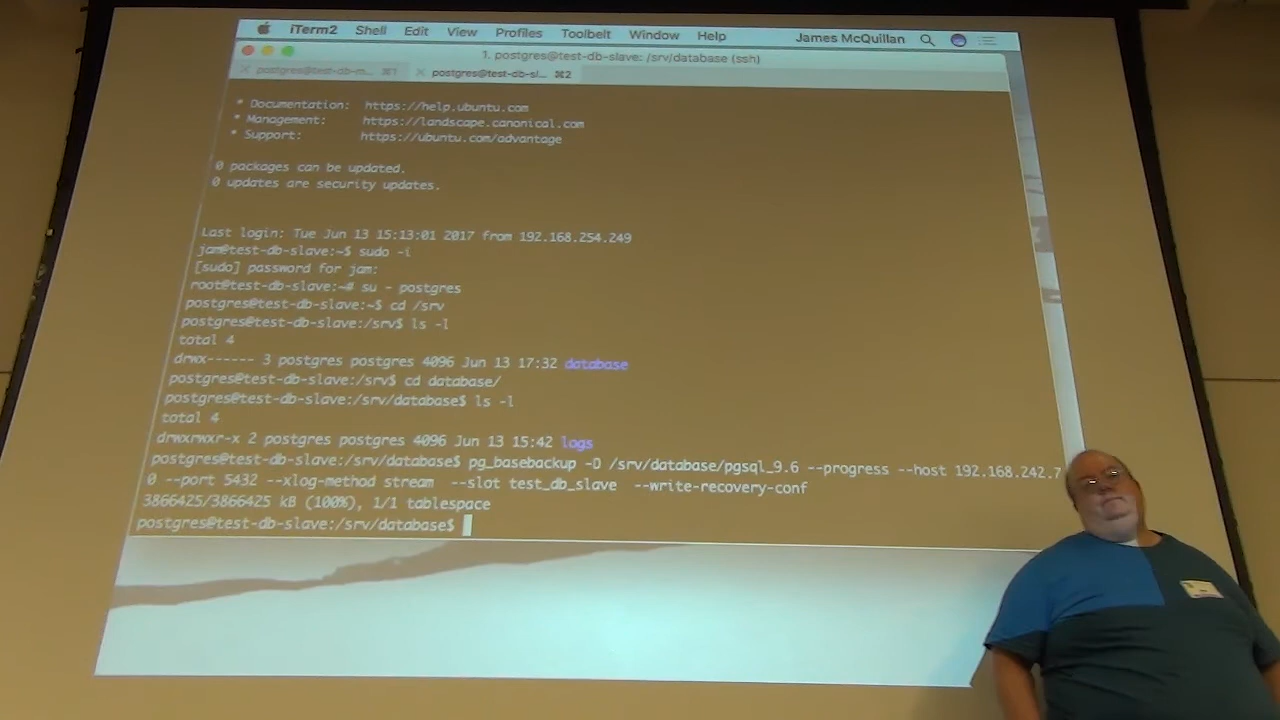 iTerm2 Shell Edit View Profiles Toolbelt Window Help James McQuillan
1. postgres@test-db-slave: /srv/database (ssh)
postgres@test-db-m... ⌘1 postgres@test-db-sl... ⌘2
* Documentation: https://help.ubuntu.com
* Management: https://landscape.canonical.com
* Support: https://ubuntu.com/advantage
0 packages can be updated.
0 updates are security updates.
Last login: Tue Jun 13 15:13:01 2017 from 192.168.254.249
jam@test-db-slave:~$ sudo -i
[sudo] password for jam:
root@test-db-slave:~# su - postgres
postgres@test-db-slave:~$ cd /srv
postgres@test-db-slave:/srv$ ls -l
total 4
drwx------ 3 postgres postgres 4096 Jun 13 17:32 database
postgres@test-db-slave:/srv$ cd database/
postgres@test-db-slave:/srv/database$ ls -l
total 4
drwxrwxr-x 2 postgres postgres 4096 Jun 13 15:42 logs
postgres@test-db-slave:/srv/database$ pg_basebackup -D /srv/database/pgsql_9.6 --progress --host 192.168.242.7
0 --port 5432 --xlog-method stream --slot test_db_slave --write-recovery-conf
3866425/3866425 kB (100%), 1/1 tablespace
postgres@test-db-slave:/srv/database$